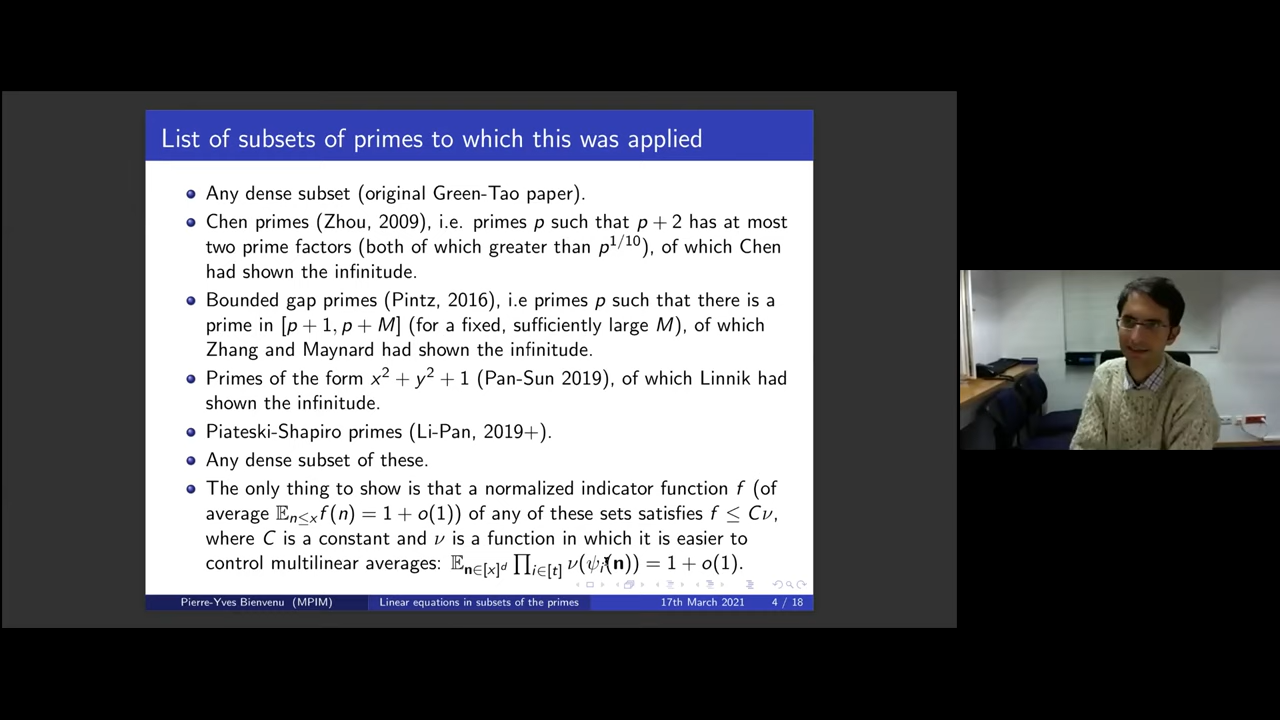 List of subsets of primes to which this was applied
Any dense subset (original Green-Tao paper).
Chen primes (Zhou, 2009), i.e. primes p such that p + 2 has at most
two prime factors (both of which greater than p^{1/10}), of which Chen
had shown the infinitude.
Bounded gap primes (Pintz, 2016), i.e primes p such that there is a
prime in [p + 1, p + M] (for a fixed, sufficiently large M), of which
Zhang and Maynard had shown the infinitude.
Primes of the form x² + y² + 1 (Pan-Sun 2019), of which Linnik had
shown the infinitude.
Piateski-Shapiro primes (Li-Pan, 2019+).
Any dense subset of these.
The only thing to show is that a normalized indicator function f (of
average 𝔼_{n≤x} f(n) = 1 + o(1)) of any of these sets satisfies f ≤ Cν,
where C is a constant and ν is a function in which it is easier to
control multilinear averages: 𝔼_{n∈[x]^d} ∏_{i∈[t]} ν(ψ_i(n)) = 1 + o(1).
Pierre-Yves Bienvenu (MPIM) Linear equations in subsets of the primes 17th March 2021 4 / 18